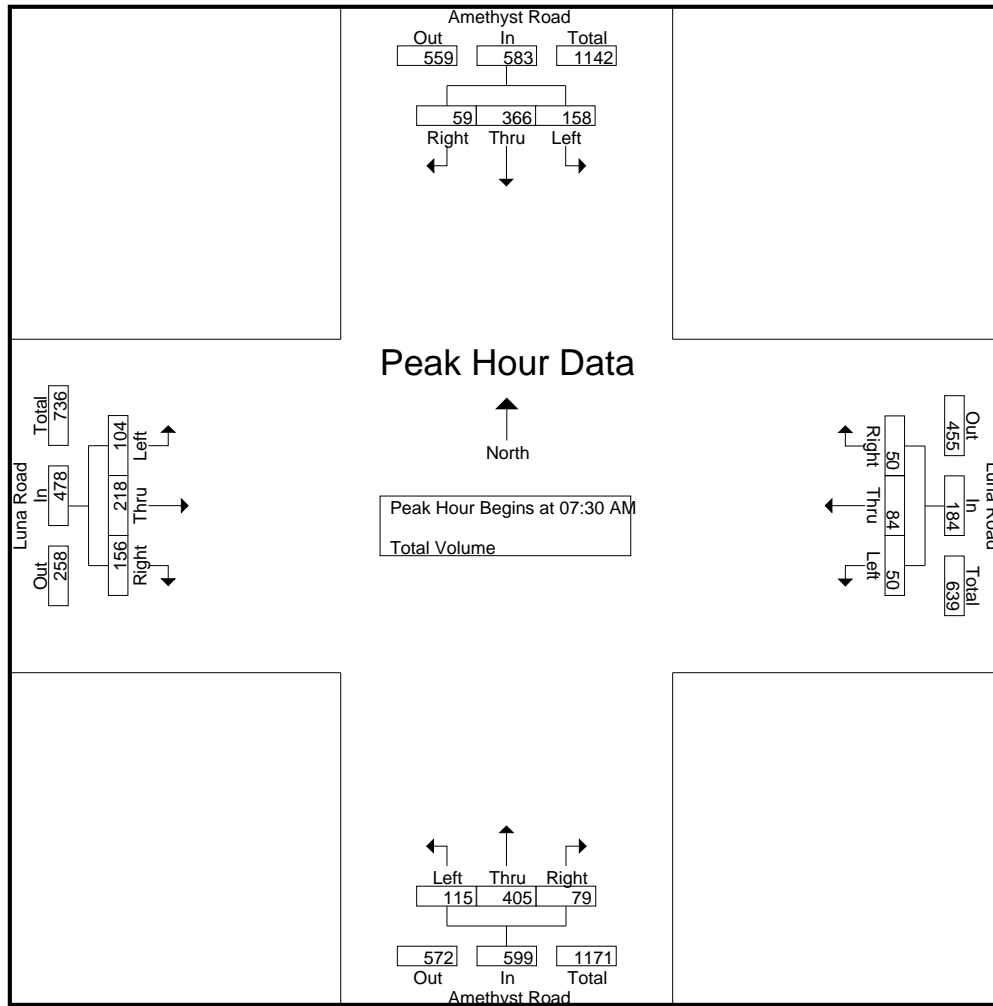 Amethyst Road
Out In Total
559 583 1142
59 366 158
Right Thru Left
Peak Hour Data
North
Peak Hour Begins at 07:30 AM
Total Volume
Luna Road
Total In Out
736 478 258
104 218 156
Left Thru Right
Right Thru Left
50 84 50
455 184 639
Out In Total
Luna Road
Left Thru Right
115 405 79
572 599 1171
Out In Total
Amethyst Road